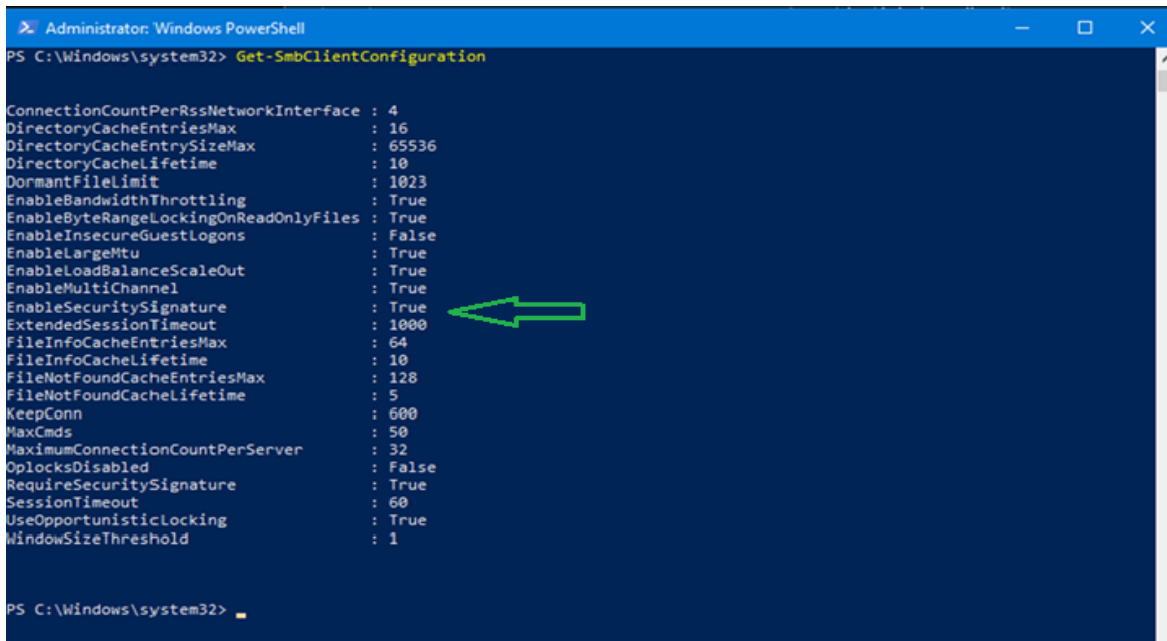 Administrator: Windows PowerShell
PS C:\Windows\system32> Get-SmbClientConfiguration
ConnectionCountPerRssNetworkInterface : 4
DirectoryCacheEntriesMax : 16
DirectoryCacheEntrySizeMax : 65536
DirectoryCacheLifetime : 10
DormantFileLimit : 1023
EnableBandwidthThrottling : True
EnableByteRangeLockingOnReadOnlyFiles : True
EnableInsecureGuestLogons : False
EnableLargeMtu : True
EnableLoadBalanceScaleOut : True
EnableMultiChannel : True
EnableSecuritySignature : True
ExtendedSessionTimeout : 1000
FileInfoCacheEntriesMax : 64
FileInfoCacheLifetime : 10
FileNotFoundCacheEntriesMax : 128
FileNotFoundCacheLifetime : 5
KeepConn : 600
MaxCmds : 50
MaximumConnectionCountPerServer : 32
OplocksDisabled : False
RequireSecuritySignature : True
SessionTimeout : 60
UseOpportunisticLocking : True
WindowSizeThreshold : 1
PS C:\Windows\system32>